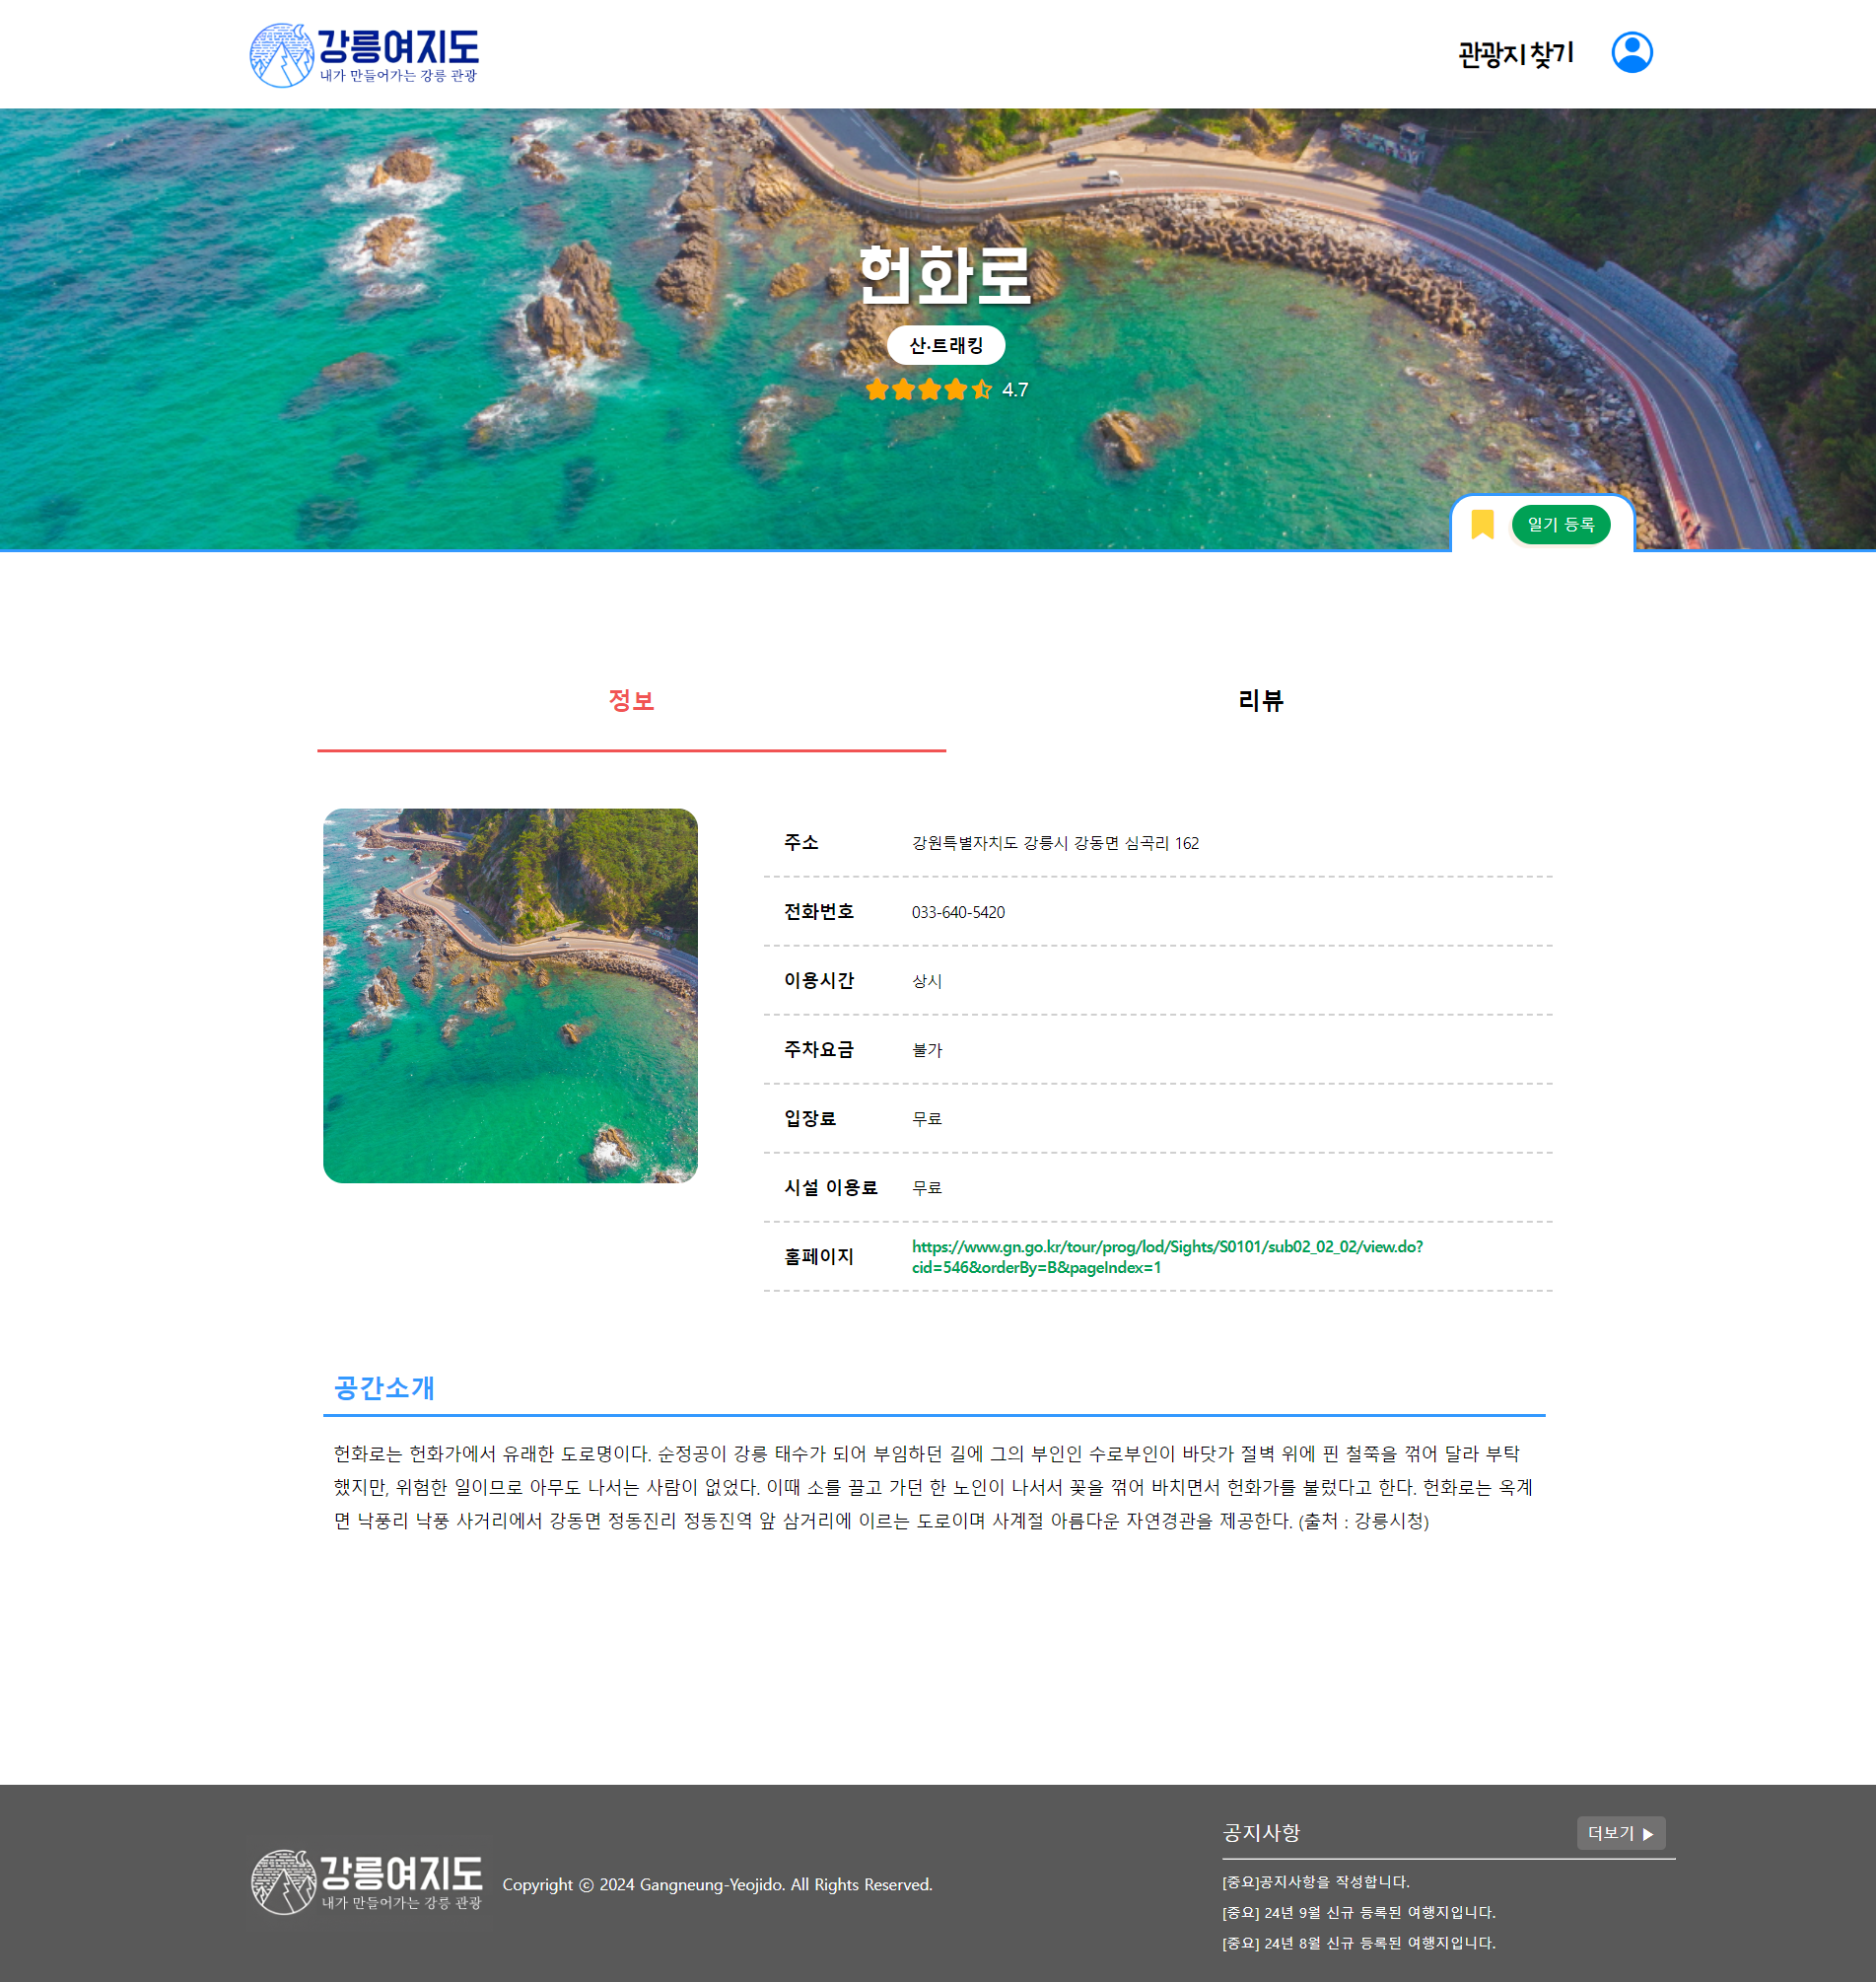 강릉여지도
내가 만들어가는 강릉 관광
관광지 찾기
헌화로
산·트래킹
4.7
일기 등록
정보
리뷰
주소
강원특별자치도 강릉시 강동면 심곡리 162
전화번호
033-640-5420
이용시간
상시
주차요금
불가
입장료
무료
시설 이용료
무료
홈페이지
https://www.gn.go.kr/tour/prog/lod/Sights/S0101/sub02_02_02/view.do?
cid=546&orderBy=B&pageIndex=1
공간소개
헌화로는 헌화가에서 유래한 도로명이다. 순정공이 강릉 태수가 되어 부임하던 길에 그의 부인인 수로부인이 바닷가 절벽 위에 핀 철쭉을 꺾어 달라 부탁
했지만, 위험한 일이므로 아무도 나서는 사람이 없었다. 이때 소를 끌고 가던 한 노인이 나서서 꽃을 꺾어 바치면서 헌화가를 불렀다고 한다. 헌화로는 옥계
면 낙풍리 낙풍 사거리에서 강동면 정동진리 정동진역 앞 삼거리에 이르는 도로이며 사계절 아름다운 자연경관을 제공한다. (출처 : 강릉시청)
강릉여지도
내가 만들어가는 강릉 관광
Copyright ⓒ 2024 Gangneung-Yeojido. All Rights Reserved.
공지사항
더보기 ▶
[중요]공지사항을 작성합니다.
[중요] 24년 9월 신규 등록된 여행지입니다.
[중요] 24년 8월 신규 등록된 여행지입니다.